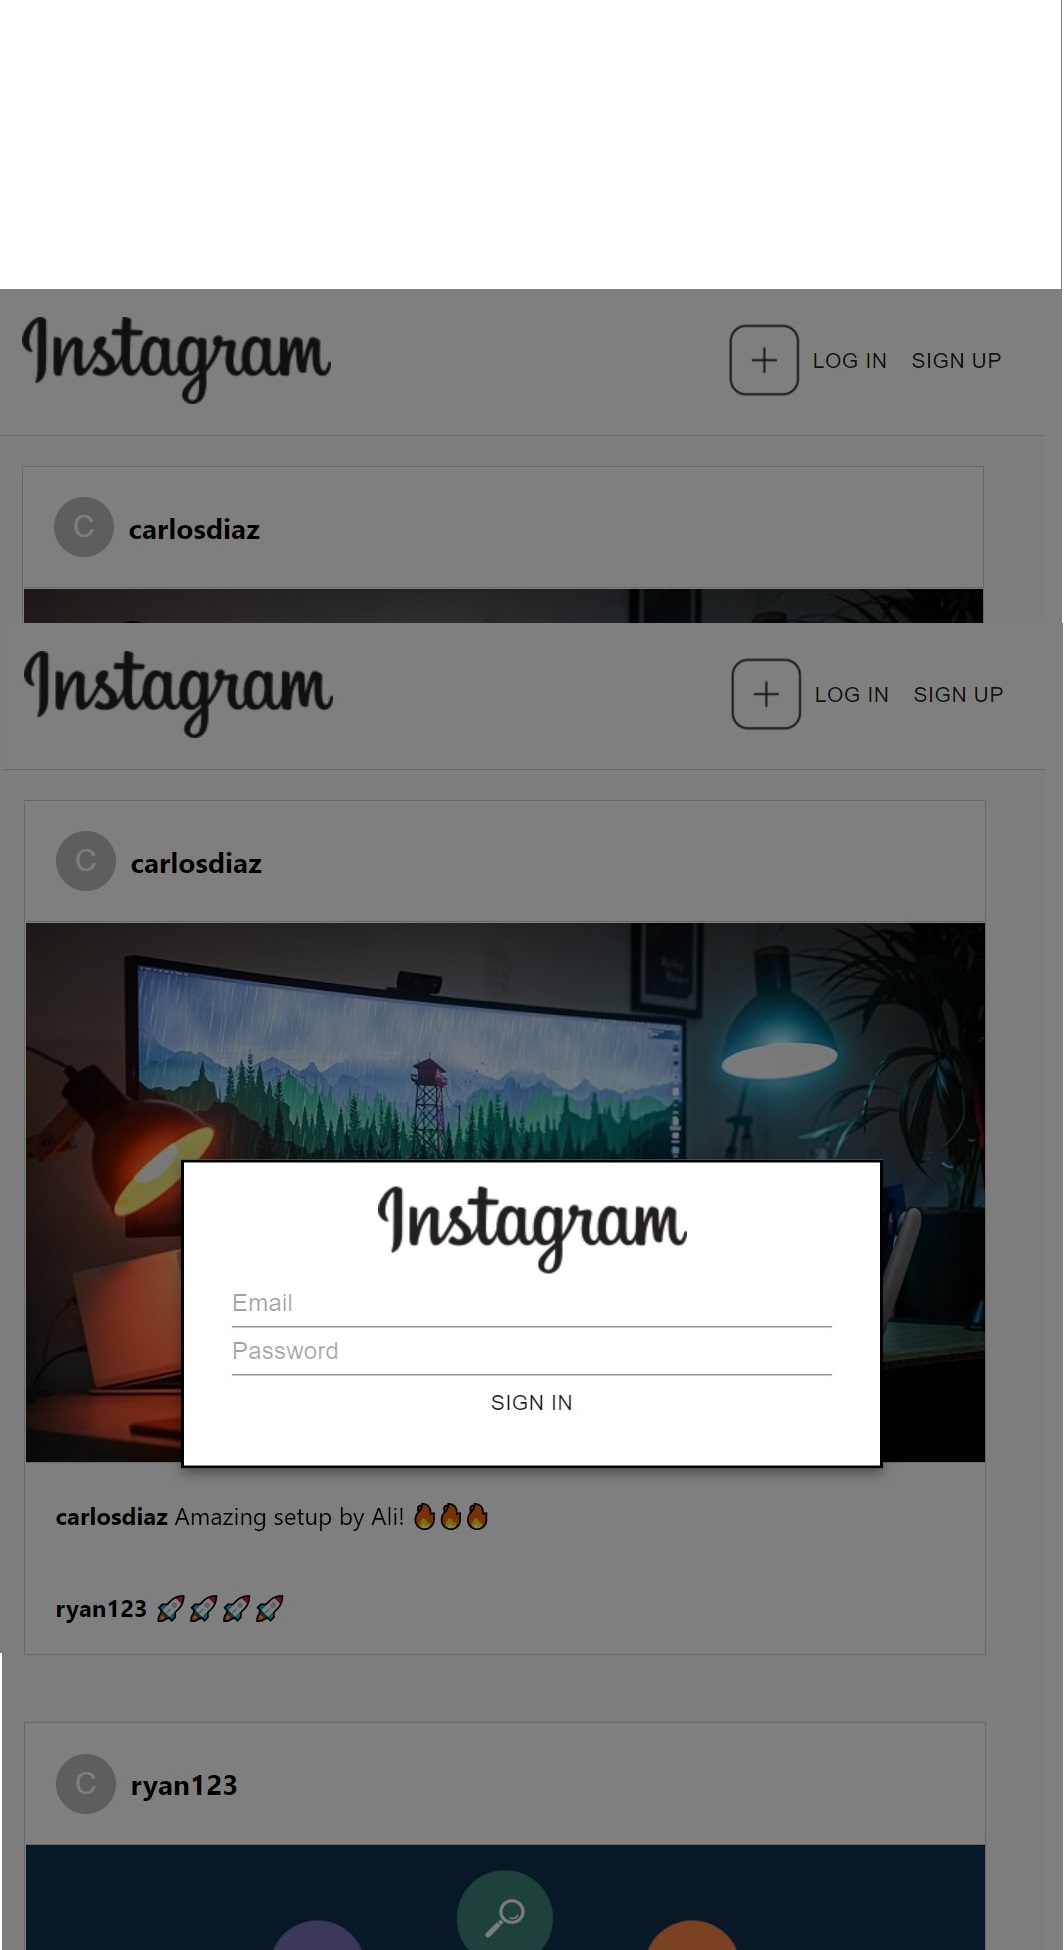 Instagram
LOG IN SIGN UP
C carlosdiaz
Instagram
LOG IN SIGN UP
C carlosdiaz
Instagram
Email
Password
SIGN IN
carlosdiaz Amazing setup by Ali! 🔥🔥🔥
ryan123 🚀🚀🚀🚀
C ryan123